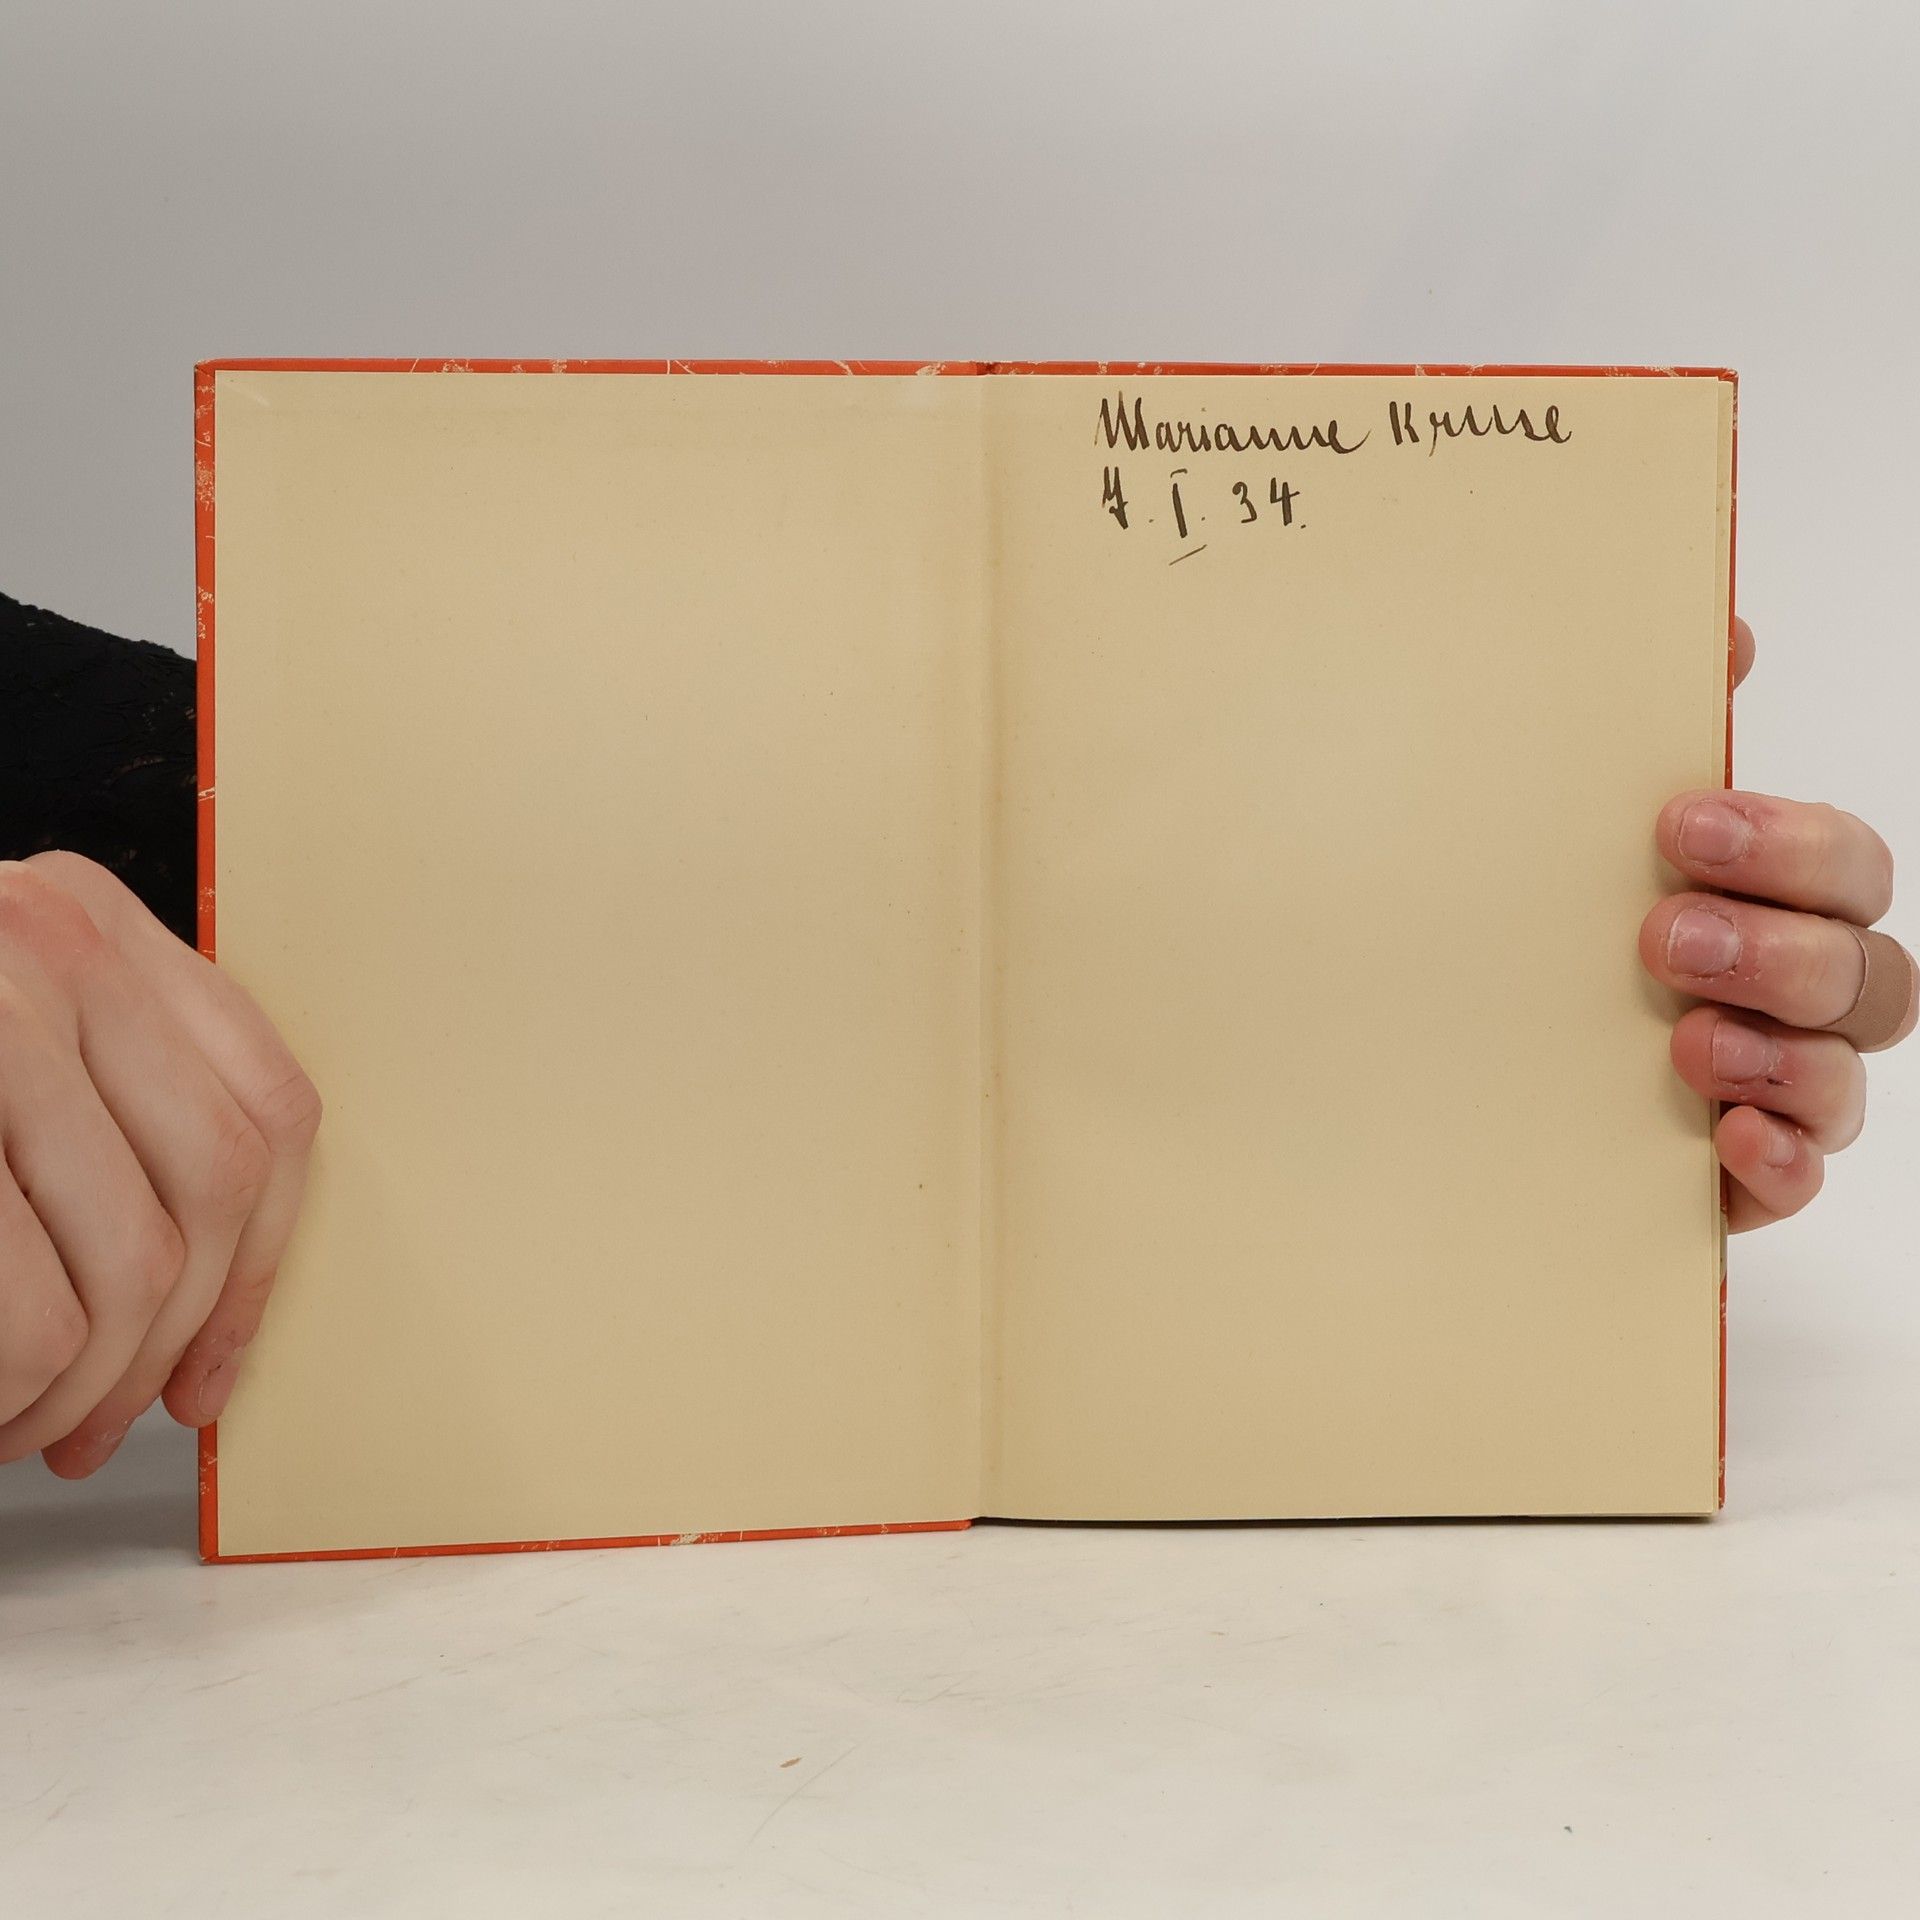 Marianne Kruse
7. I. 34.